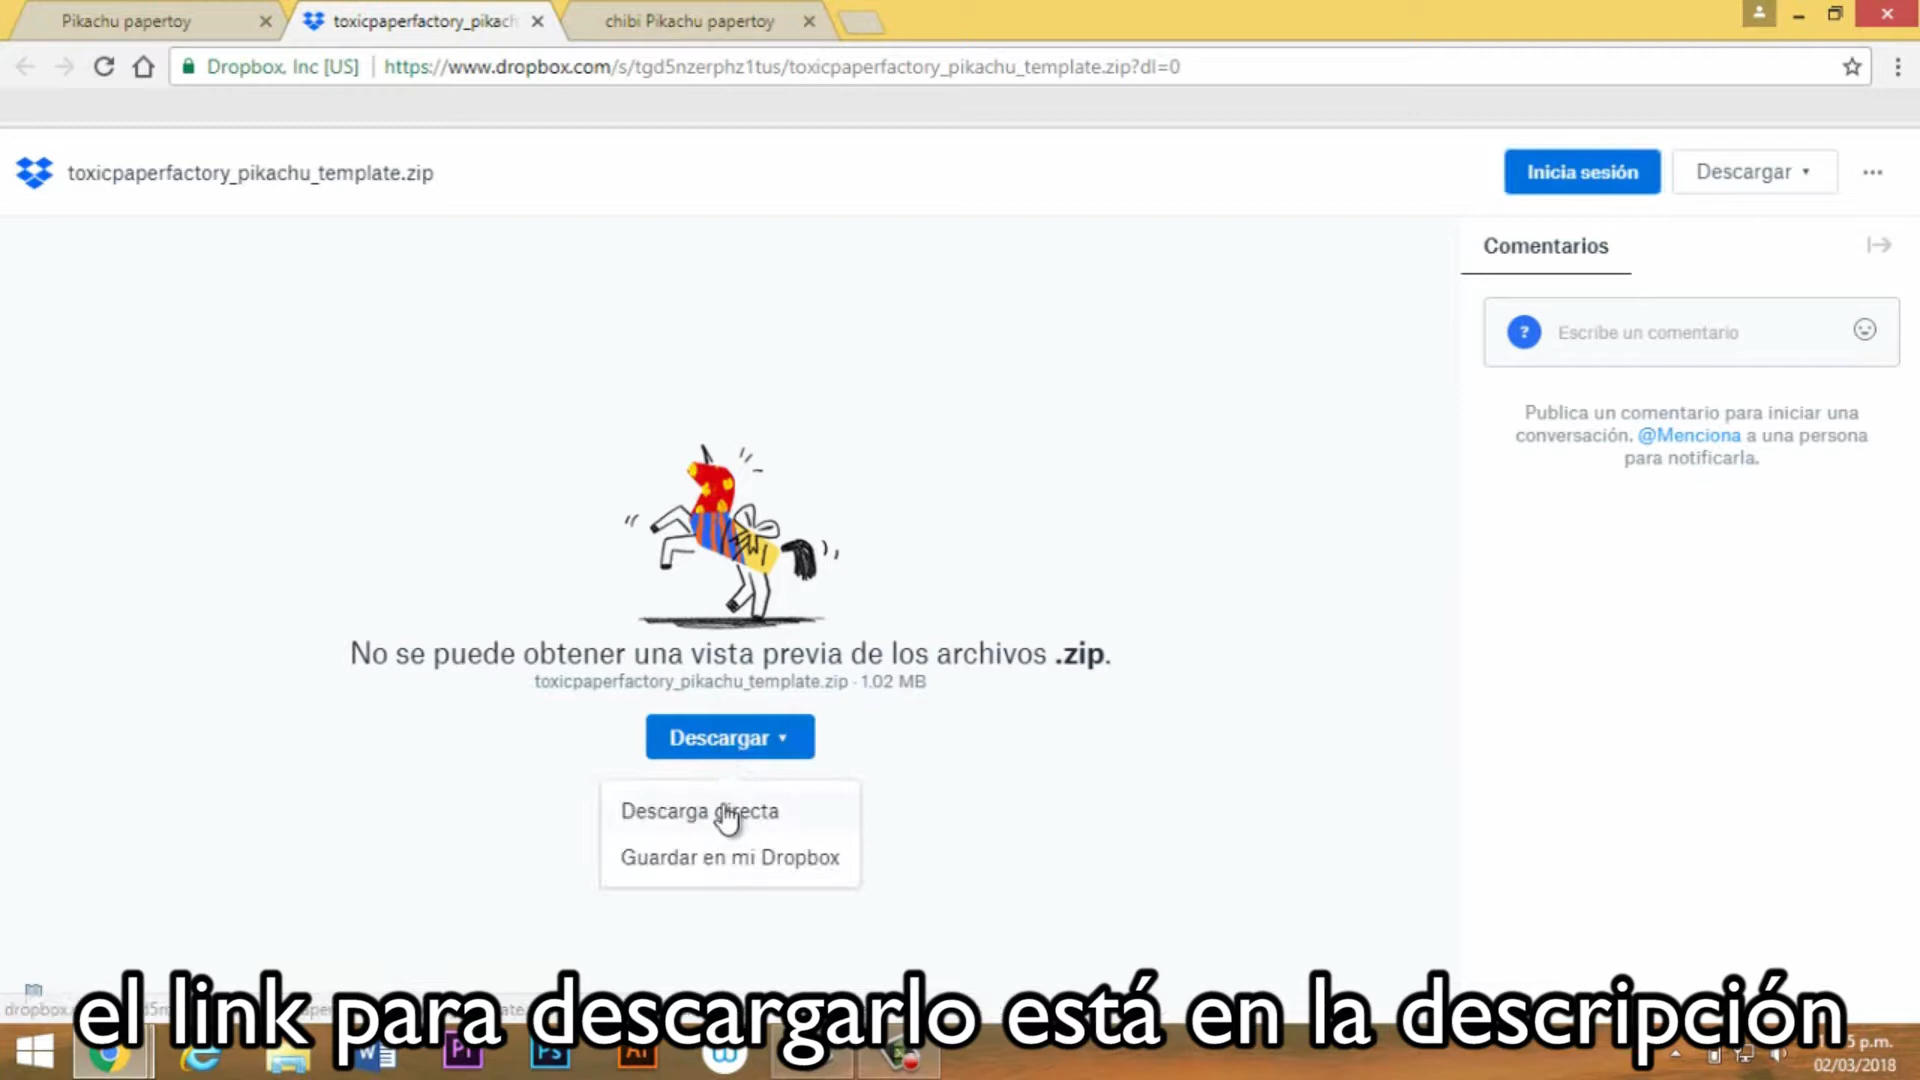 Pikachu papertoy
toxicpaperfactory_pikach
chibi Pikachu papertoy
Dropbox, Inc [US]
https://www.dropbox.com/s/tgd5nzerphz1tus/toxicpaperfactory_pikachu_template.zip?dl=0
toxicpaperfactory_pikachu_template.zip
Inicia sesión
Descargar
Comentarios
?
Escribe un comentario
Publica un comentario para iniciar una
conversación. @Menciona a una persona
para notificarla.
No se puede obtener una vista previa de los archivos .zip.
toxicpaperfactory_pikachu_template.zip · 1.02 MB
Descargar
Descarga directa
Guardar en mi Dropbox
el link para descargarlo está en la descripción
Pr
Ps
Ai
p.m.
02/03/2018